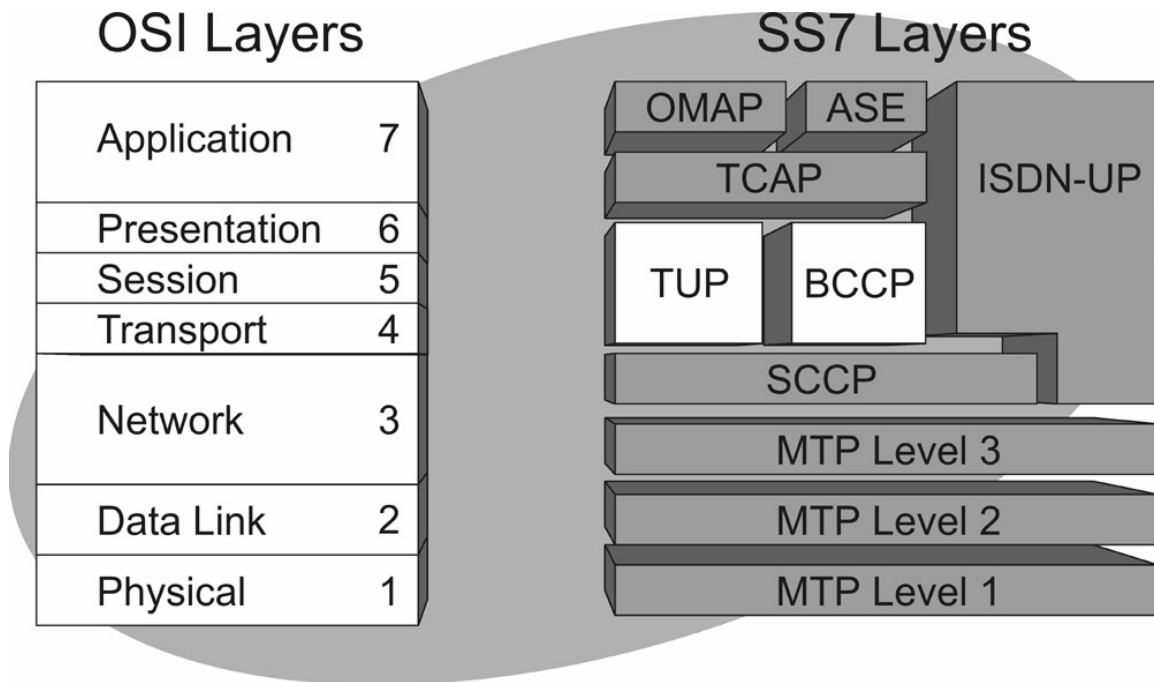 OSI Layers
Application 7
Presentation 6
Session 5
Transport 4
Network 3
Data Link 2
Physical 1
SS7 Layers
OMAP
ASE
TCAP
ISDN-UP
TUP
BCCP
SCCP
MTP Level 3
MTP Level 2
MTP Level 1